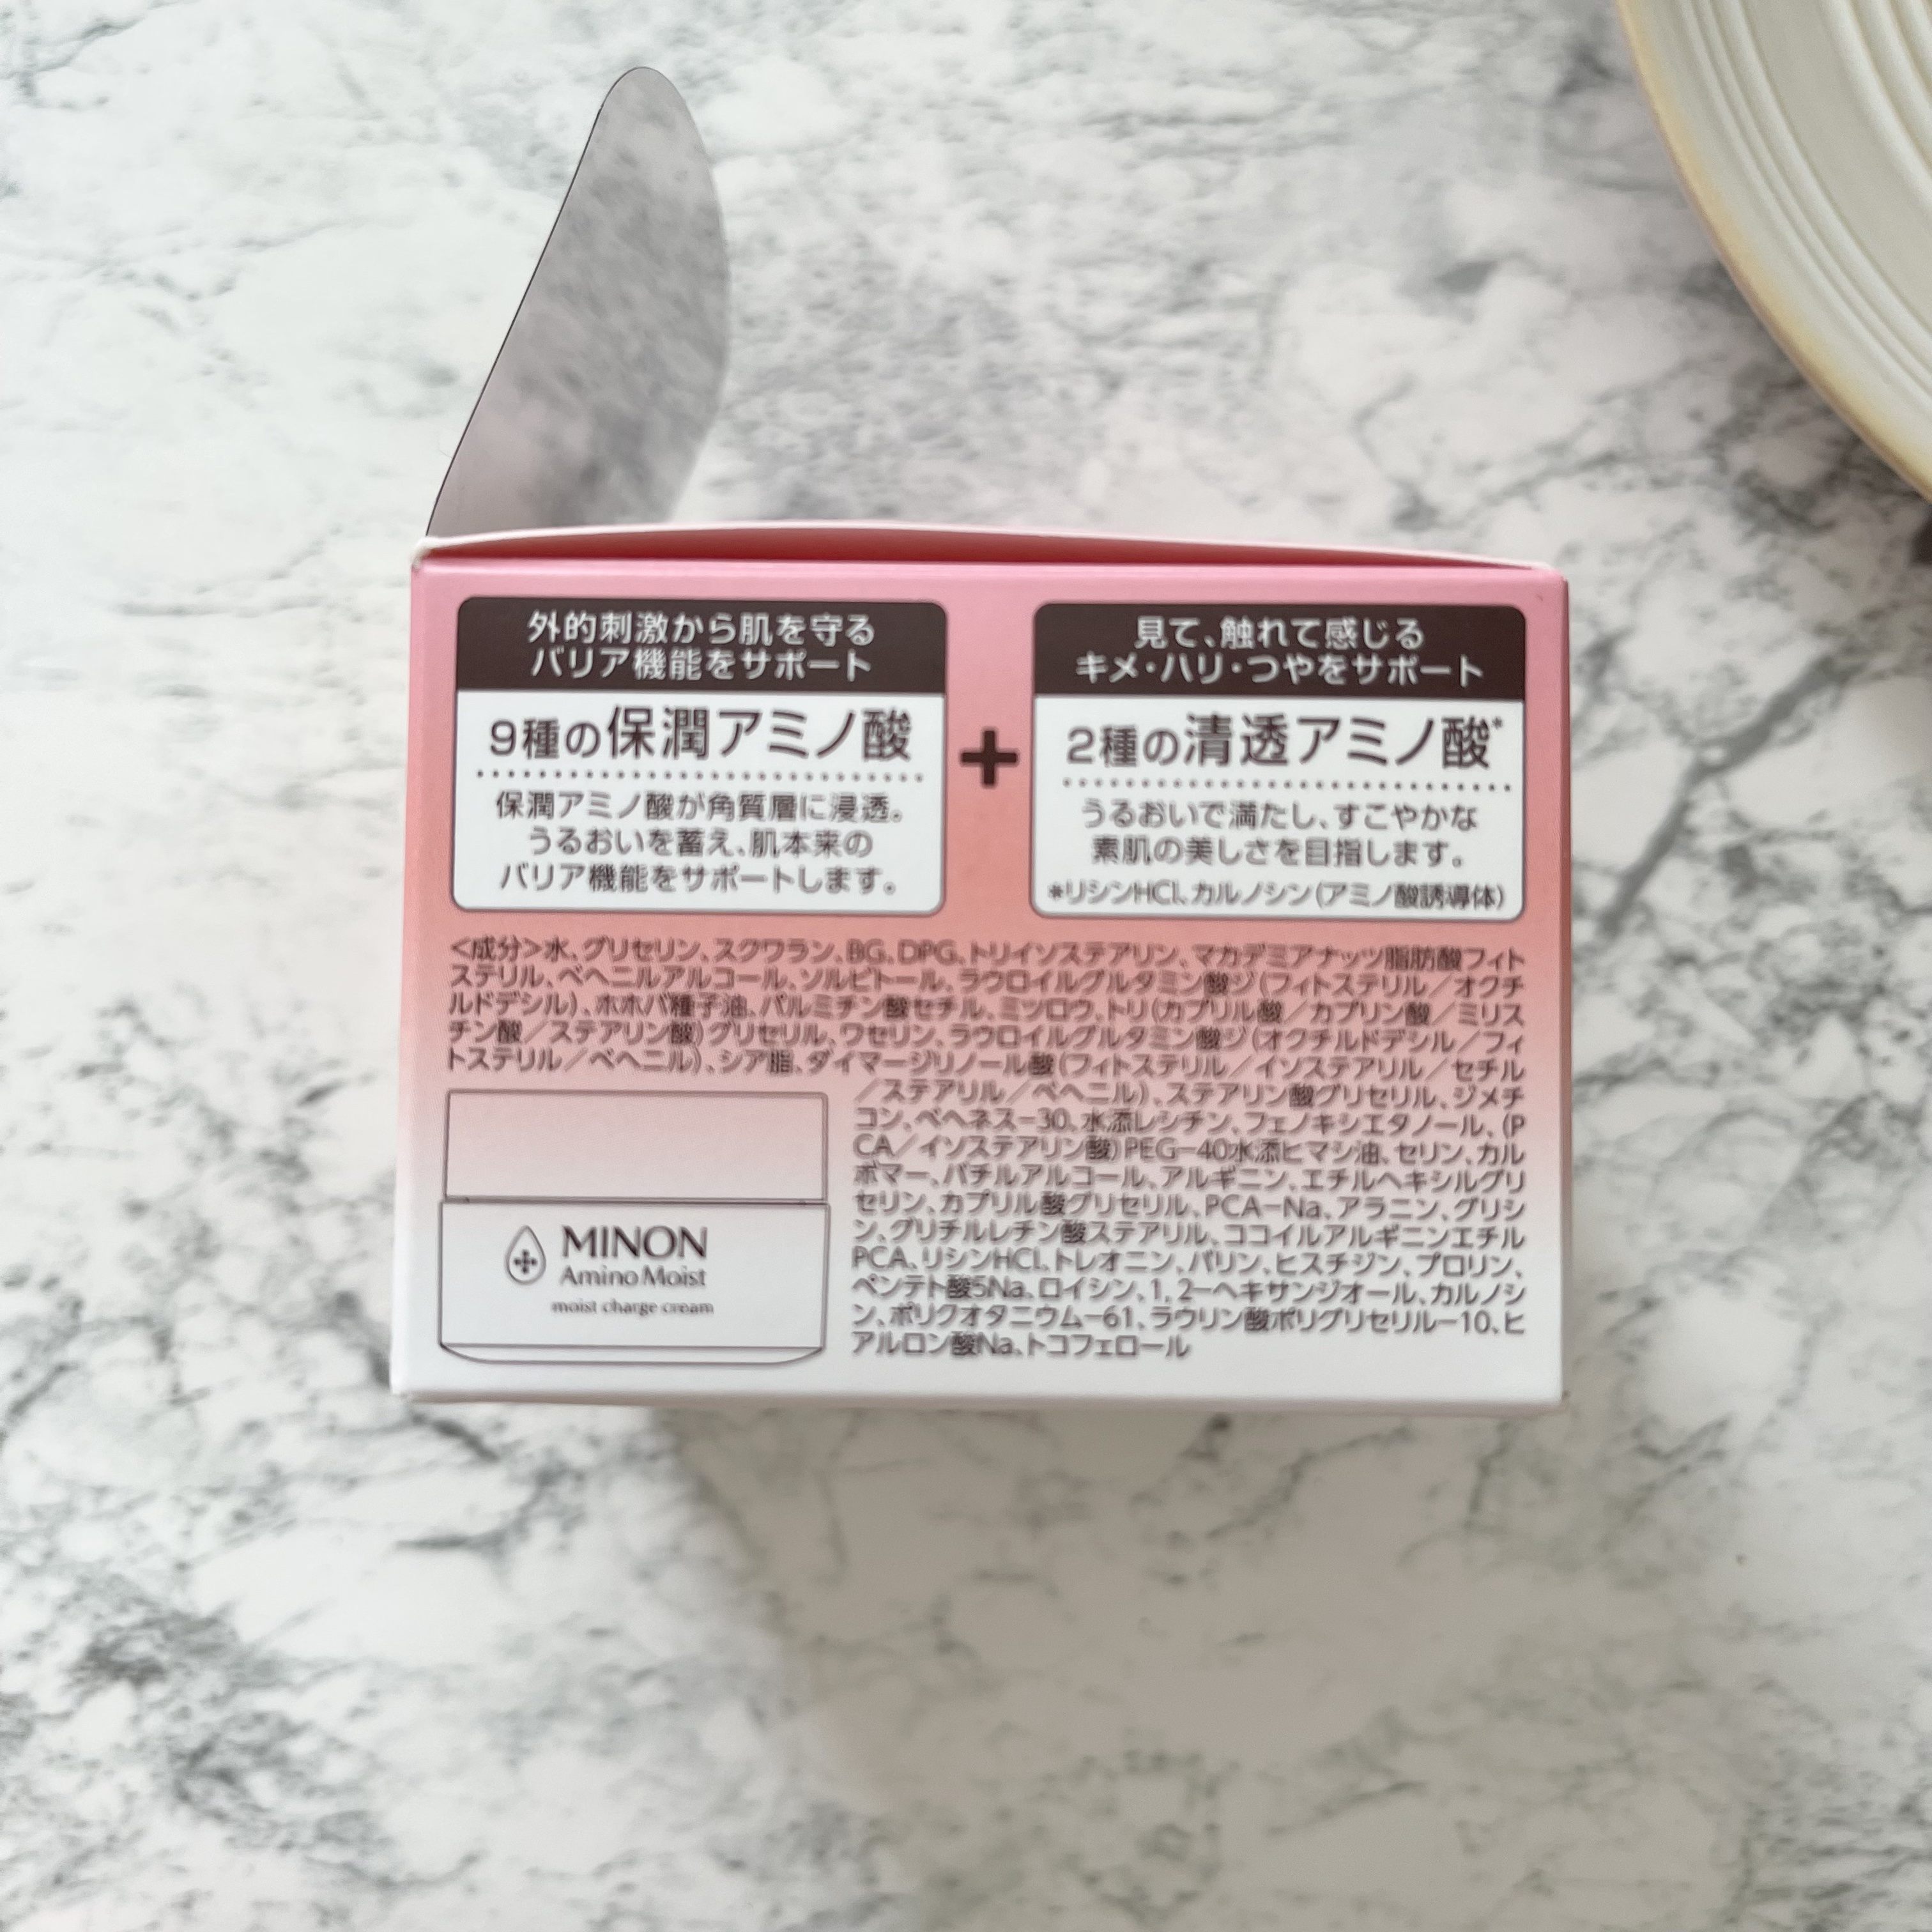 外的刺激から肌を守る
バリア機能をサポート
9種の保潤アミノ酸
保潤アミノ酸が角質層に浸透。
うるおいを蓄え、肌本来の
バリア機能をサポートします。
+
見て、触れて感じる
キメ・ハリ・つやをサポート
2種の清透アミノ酸*
うるおいで満たし、すこやかな
素肌の美しさを目指します。
*リシンHCl、カルノシン（アミノ酸誘導体）
<成分>水、グリセリン、スクワラン、BG、DPG、トリイソステアリン、マカデミアナッツ脂肪酸フィト
ステリル、ベヘニルアルコール、ソルビトール、ラウロイルグルタミン酸ジ（フィトステリル／オクチ
ルドデシル）、ホホバ種子油、パルミチン酸セチル、ミツロウ、トリ（カプリル酸／カプリン酸／ミリス
チン酸／ステアリン酸）グリセリル、ワセリン、ラウロイルグルタミン酸ジ（オクチルドデシル／フィ
トステリル／ベヘニル）、シア脂、ダイマージリノール酸（フィトステリル／イソステアリル／セチル
／ステアリル／ベヘニル）、ステアリン酸グリセリル、ジメチ
コン、ベヘネス－30、水添レシチン、フェノキシエタノール、（P
CA／イソステアリン酸）PEG－40水添ヒマシ油、セリン、カル
ボマー、バチルアルコール、アルギニン、エチルヘキシルグリ
セリン、カプリル酸グリセリル、PCA－Na、アラニン、グリシ
ン、グリチルレチン酸ステアリル、ココイルアルギニンエチル
PCA、リシンHCl、トレオニン、バリン、ヒスチジン、プロリン、
ペンテト酸5Na、ロイシン、1, 2－ヘキサンジオール、カルノシ
ン、ポリクオタニウム－61、ラウリン酸ポリグリセリル－10、ヒ
アルロン酸Na、トコフェロール
MINON
Amino Moist
moist charge cream